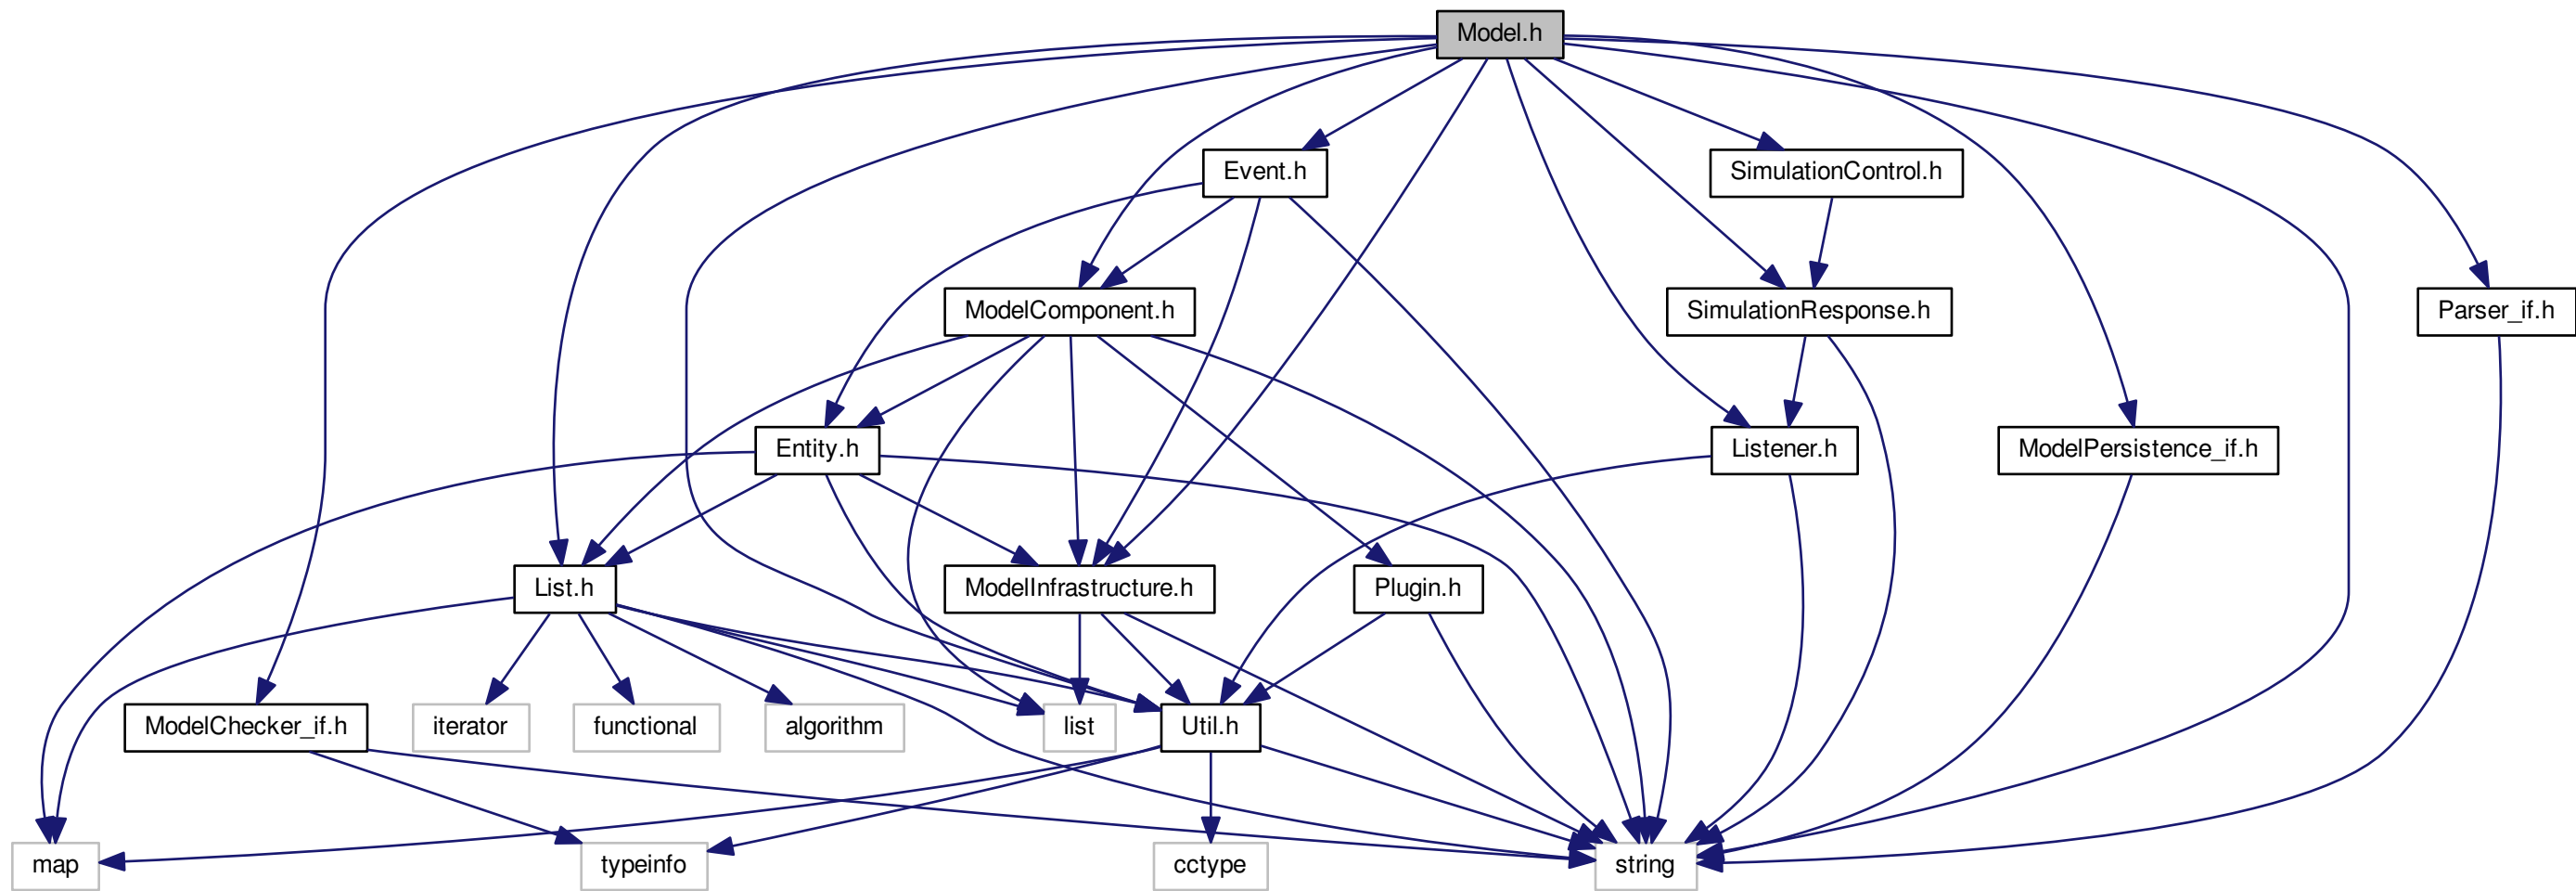 Model.h
Event.h
SimulationControl.h
ModelComponent.h
SimulationResponse.h
Parser_if.h
Entity.h
Listener.h
ModelPersistence_if.h
List.h
ModelInfrastructure.h
Plugin.h
ModelChecker_if.h
iterator
functional
algorithm
list
Util.h
map
typeinfo
cctype
string